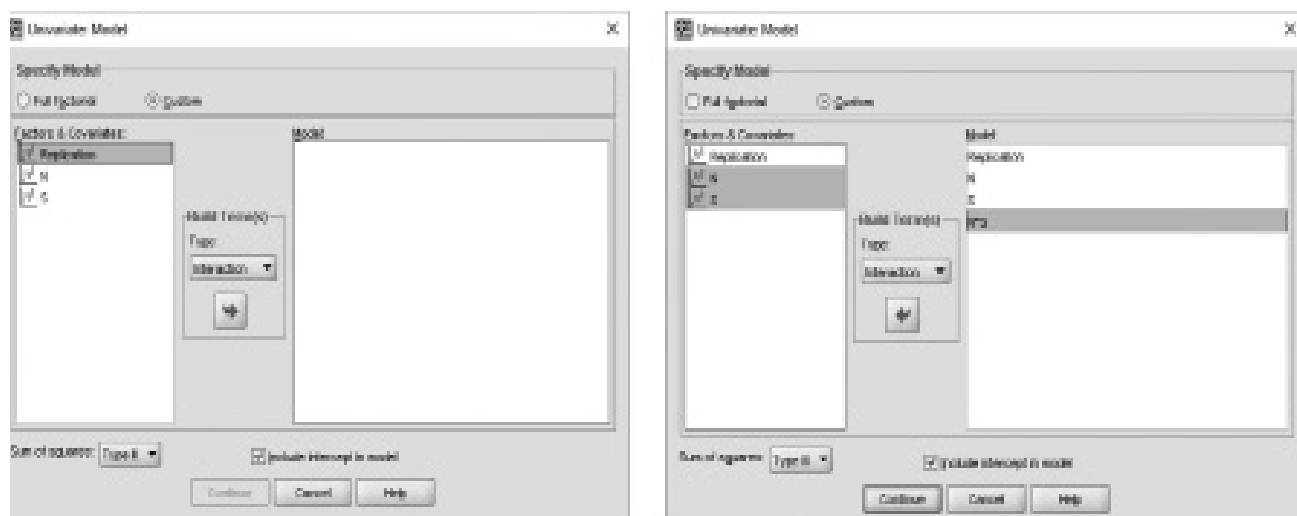 Univariate Model
Specify Model
Full factorial
Custom
Factors & Covariates:
Replication
N
S
Build Term(s)
Type:
Interaction
Model
Sum of squares:
Include intercept in model
Continue
Cancel
Help
Univariate Model
Specify Model
Full factorial
Custom
Factors & Covariates
Replication
N
S
Build Term(s)
Type:
Interaction
Model
Replication
N
S
N*S
Sum of squares:
Type III
Include intercept in model
Continue
Cancel
Help